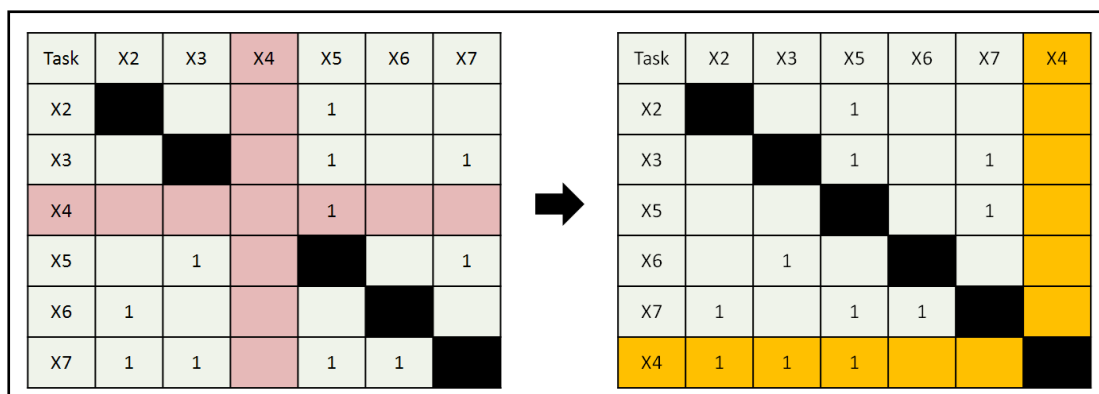 Task X2 X3 X4 X5 X6 X7
X2 1
X3 1 1
X4 1
X5 1 1
X6 1
X7 1 1 1 1
Task X2 X3 X5 X6 X7 X4
X2 1
X3 1 1
X5 1
X6 1
X7 1 1 1
X4 1 1 1